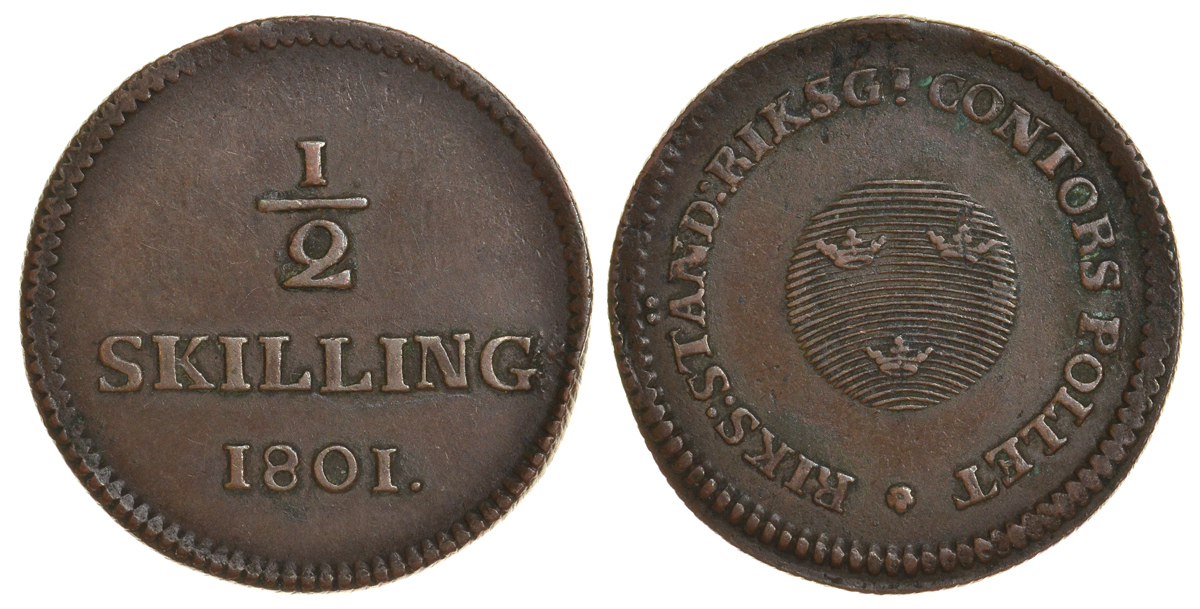 1
2
SKILLING
1801.
RIKS:STÄND:RIKSG! CONTORS POLLET